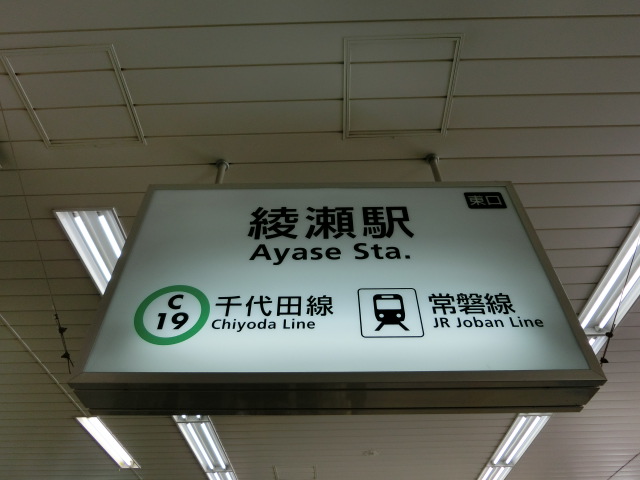 東口
綾瀬駅
Ayase Sta.
C
19
千代田線
Chiyoda Line
常磐線
JR Joban Line